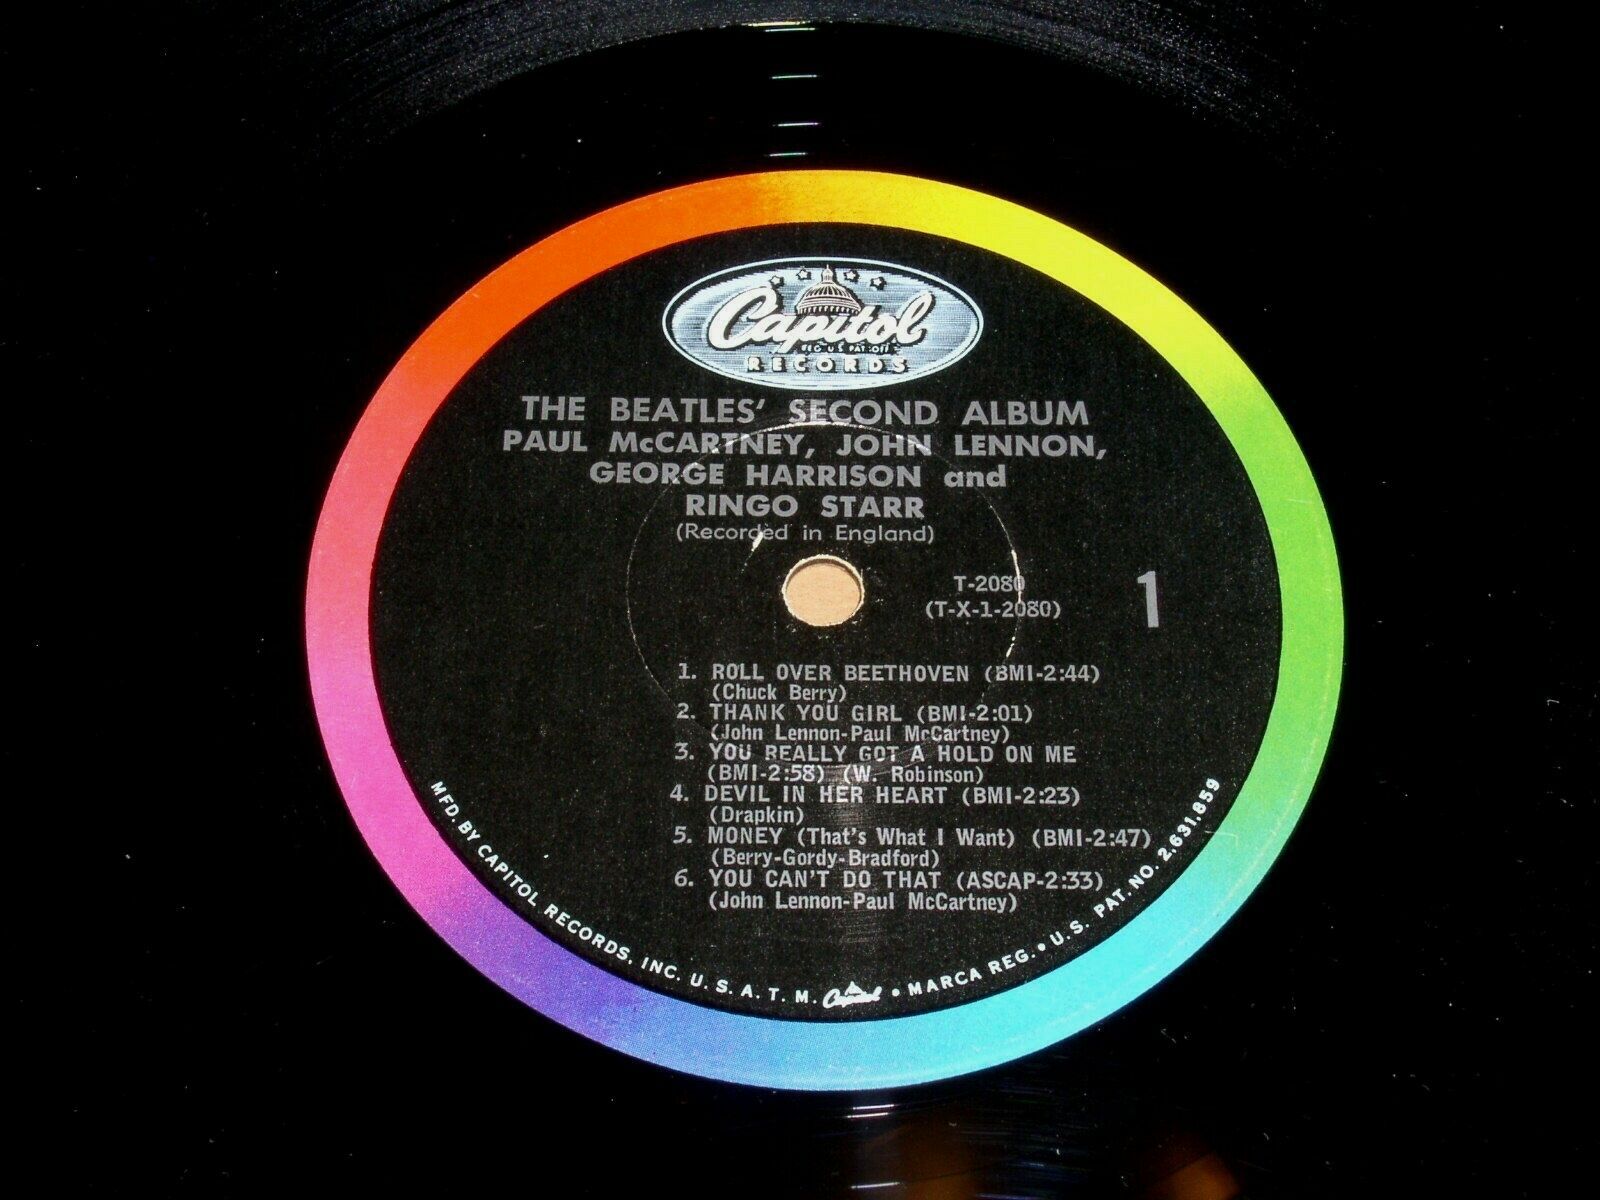 Capitol
REG. U.S. PAT. OFF.
RECORDS
THE BEATLES' SECOND ALBUM
PAUL McCARTNEY, JOHN LENNON,
GEORGE HARRISON and
RINGO STARR
(Recorded in England)
T-2080
(T-X-1-2080)
1
1. ROLL OVER BEETHOVEN (BMI-2:44)
(Chuck Berry)
2. THANK YOU GIRL (BMI-2:01)
(John Lennon-Paul McCartney)
3. YOU REALLY GOT A HOLD ON ME
(BMI-2:58) (W. Robinson)
4. DEVIL IN HER HEART (BMI-2:23)
(Drapkin)
5. MONEY (That's What I Want) (BMI-2:47)
(Berry-Gordy-Bradford)
6. YOU CAN'T DO THAT (ASCAP-2:33)
(John Lennon-Paul McCartney)
MFD. BY CAPITOL RECORDS, INC. U. S. A. T. M. Capitol • MARCA REG. • U.S. PAT. NO. 2,631,859